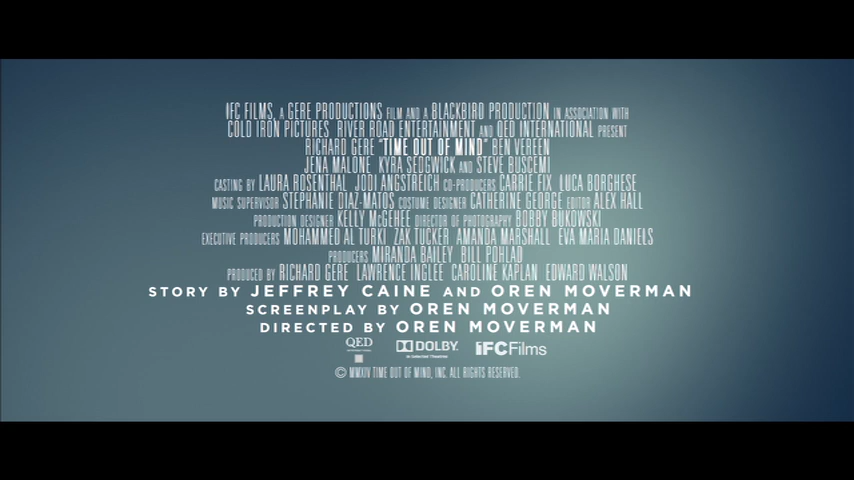 IFC FILMS, A GERE PRODUCTIONS FILM AND A BLACKBIRD PRODUCTION IN ASSOCIATION WITH
COLD IRON PICTURES RIVER ROAD ENTERTAINMENT AND QED INTERNATIONAL PRESENT
RICHARD GERE "TIME OUT OF MIND" BEN VEREEN
JENA MALONE KYRA SEDGWICK AND STEVE BUSCEMI
CASTING BY LAURA ROSENTHAL JODI ANGSTREICH CO-PRODUCERS CARRIE FIX LUCA BORGHESE
MUSIC SUPERVISOR STEPHANIE DIAZ-MATOS COSTUME DESIGNER CATHERINE GEORGE EDITOR ALEX HALL
PRODUCTION DESIGNER KELLY McGEHEE DIRECTOR OF PHOTOGRAPHY BOBBY BUKOWSKI
EXECUTIVE PRODUCERS MOHAMMED AL TURKI ZAK TUCKER AMANDA MARSHALL EVA MARIA DANIELS
PRODUCERS MIRANDA BAILEY BILL POHLAD
PRODUCED BY RICHARD GERE LAWRENCE INGLEE CAROLINE KAPLAN EDWARD WALSON
STORY BY JEFFREY CAINE AND OREN MOVERMAN
SCREENPLAY BY OREN MOVERMAN
DIRECTED BY OREN MOVERMAN
QED DOLBY. IFC Films
In Selected Theatres
© MMXIV TIME OUT OF MIND, INC. ALL RIGHTS RESERVED.